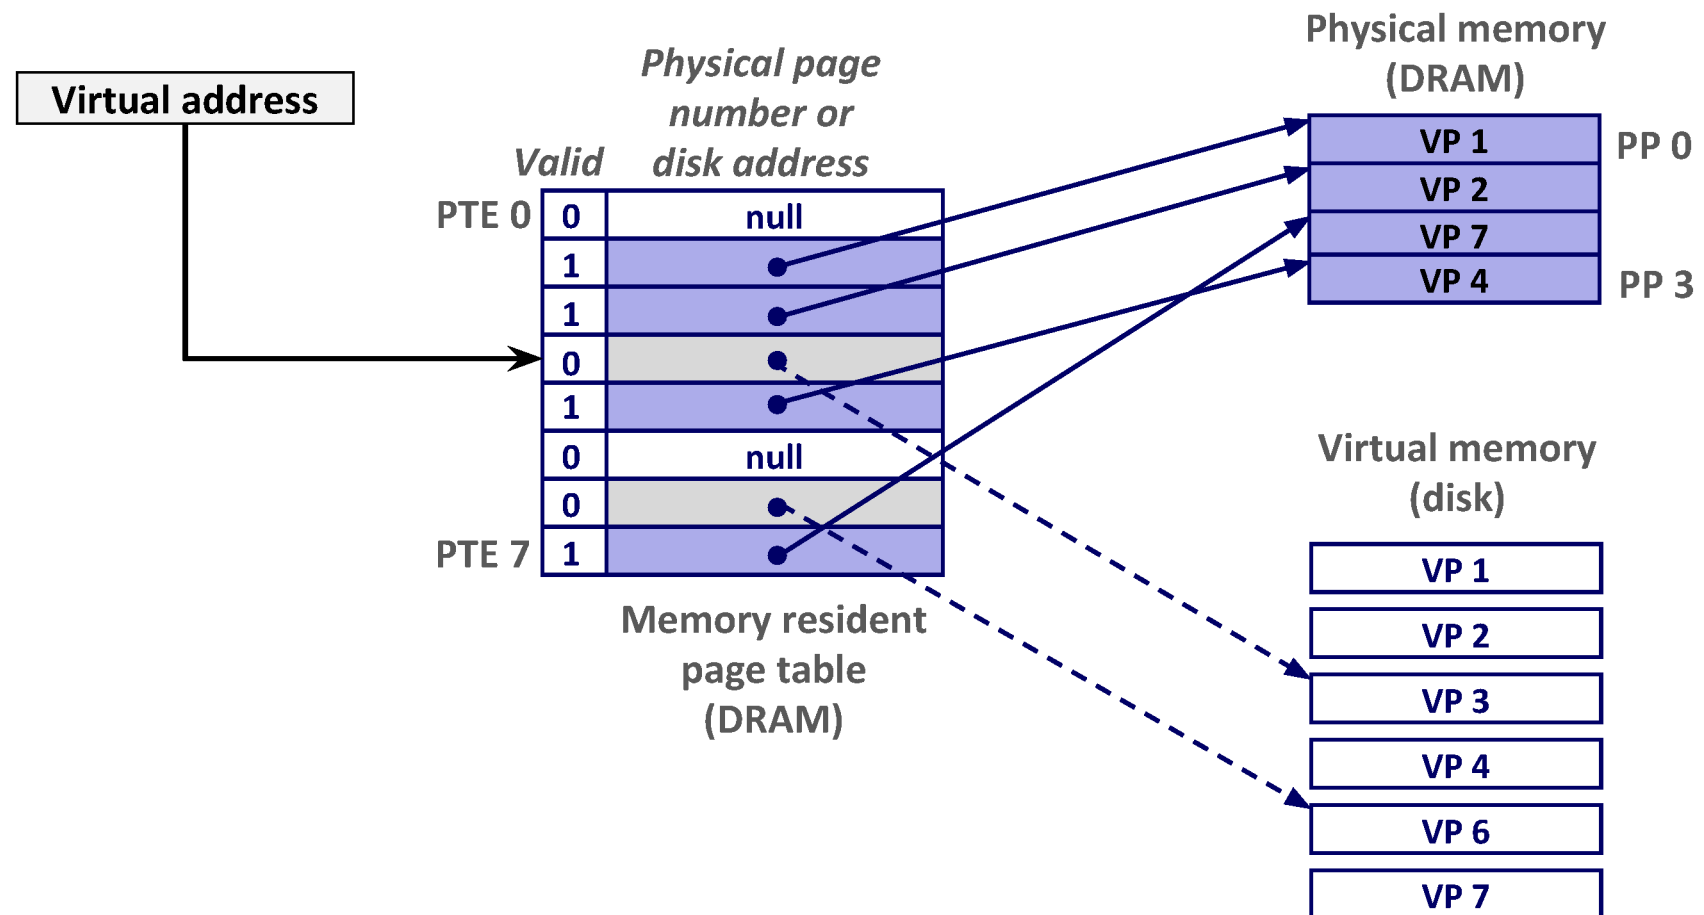 Virtual address
Physical page
number or
disk address
Valid
PTE 0
0
null
1
1
0
1
0
null
0
PTE 7
1
Memory resident
page table
(DRAM)
Physical memory
(DRAM)
VP 1
PP 0
VP 2
VP 7
VP 4
PP 3
Virtual memory
(disk)
VP 1
VP 2
VP 3
VP 4
VP 6
VP 7